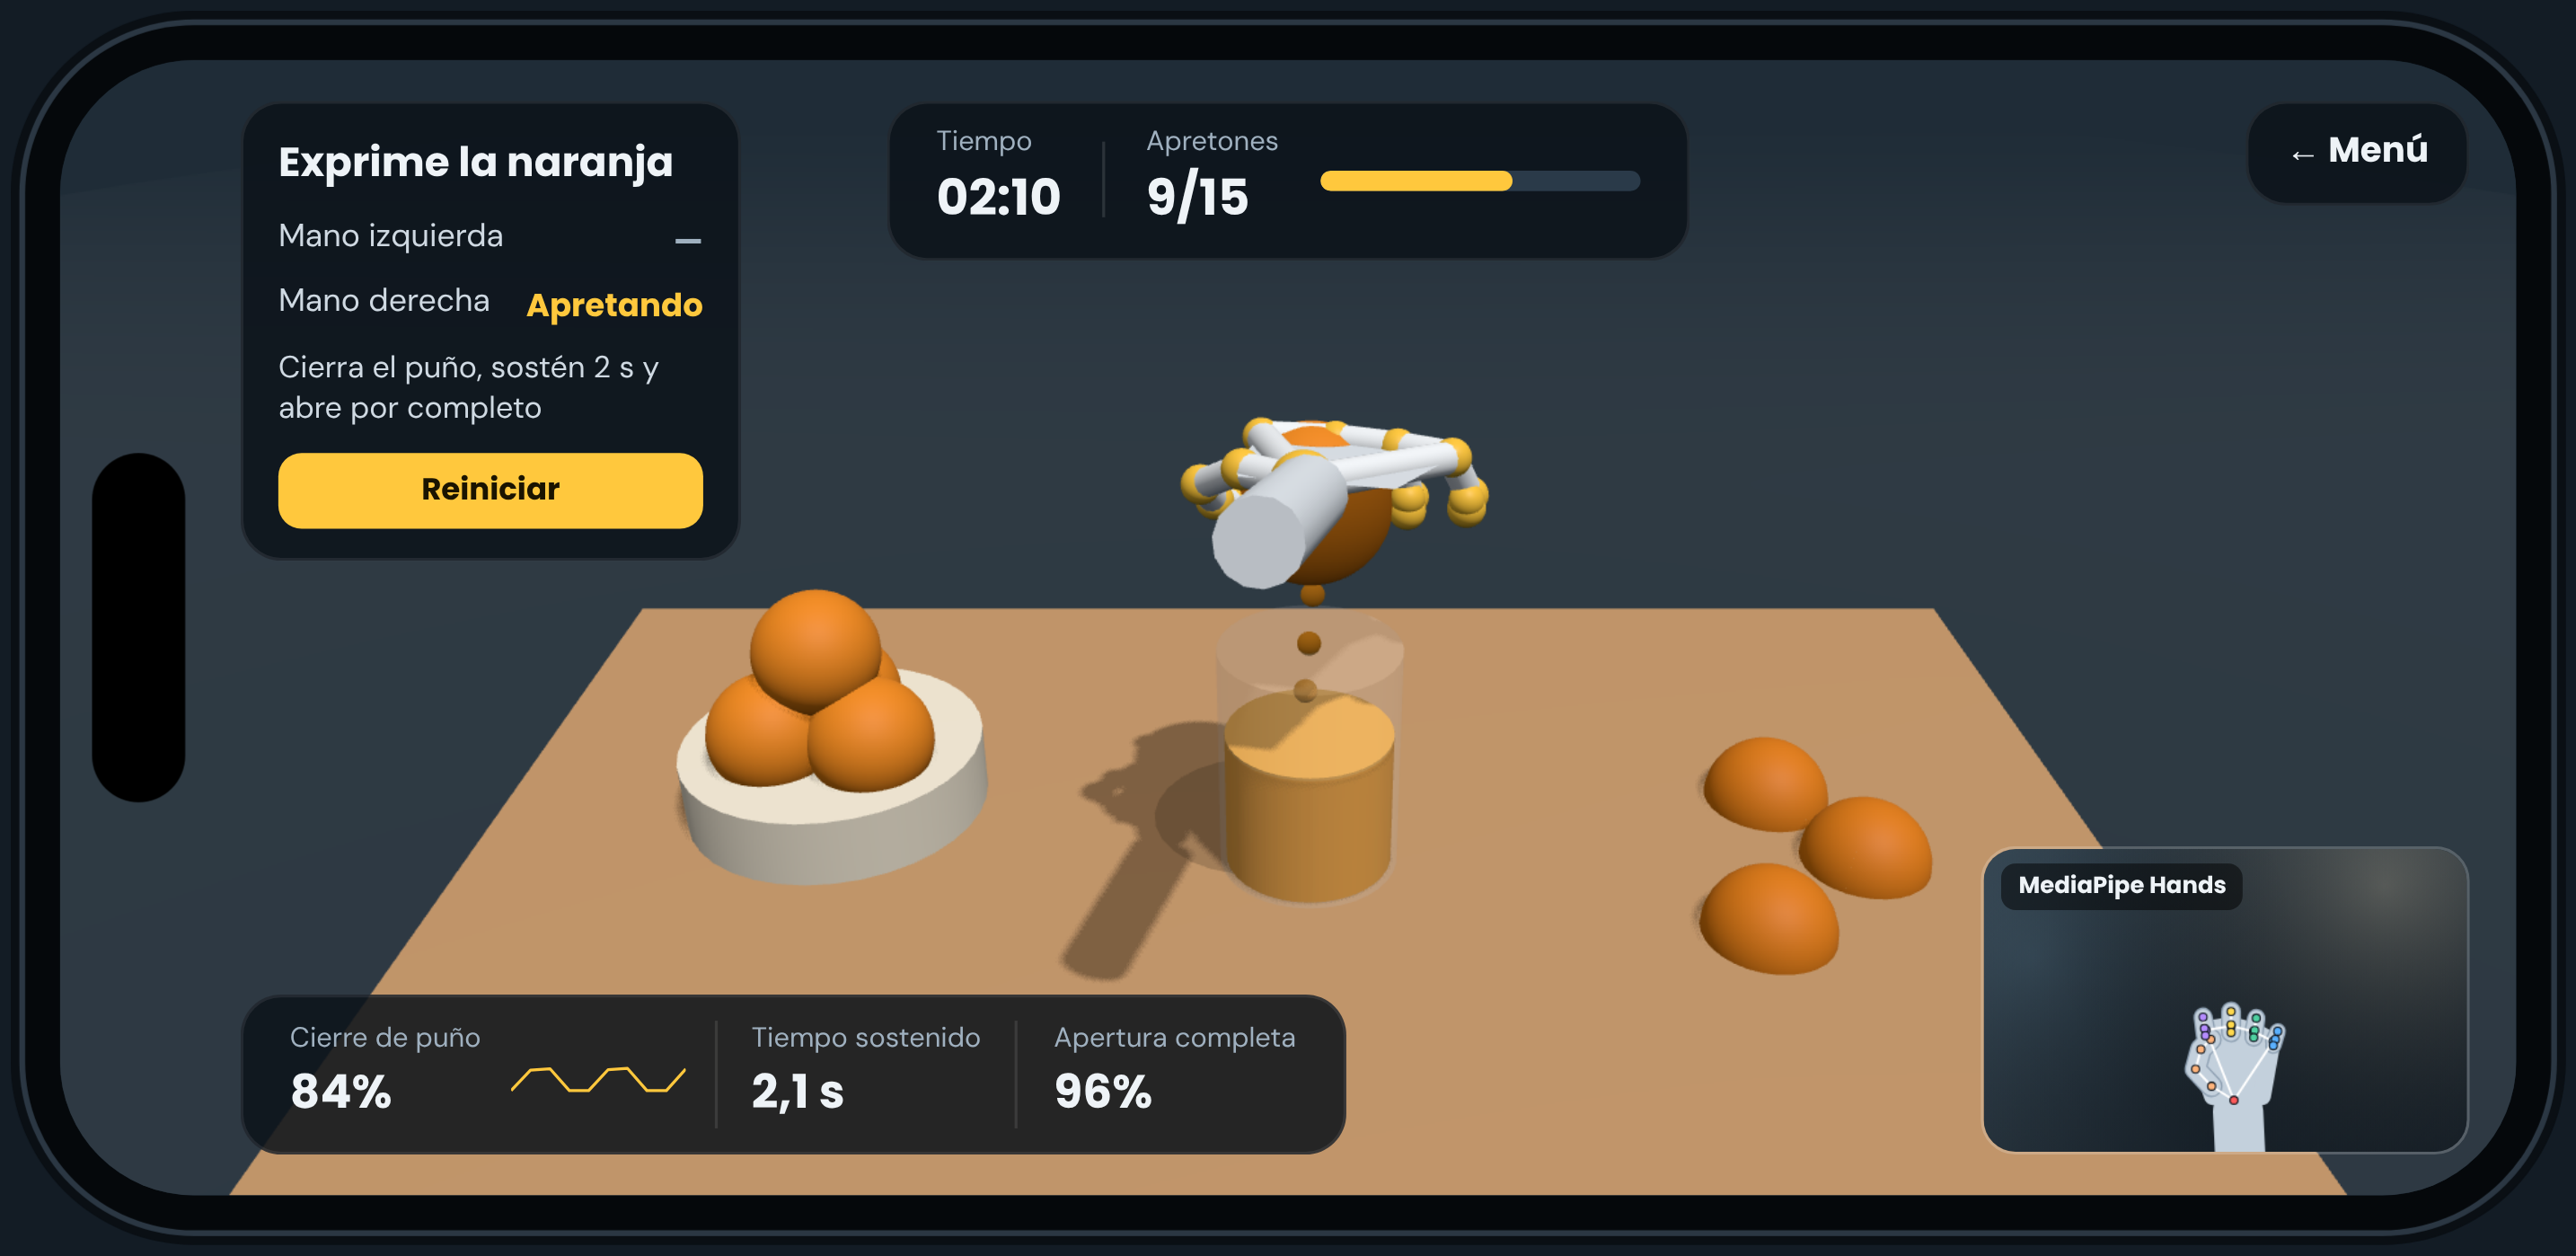 Exprime la naranja
Mano izquierda –
Mano derecha Apretando
Cierra el puño, sostén 2 s y
abre por completo
Reiniciar
Tiempo
02:10
Apretones
9/15
← Menú
MediaPipe Hands
Cierre de puño
84%
Tiempo sostenido
2,1 s
Apertura completa
96%